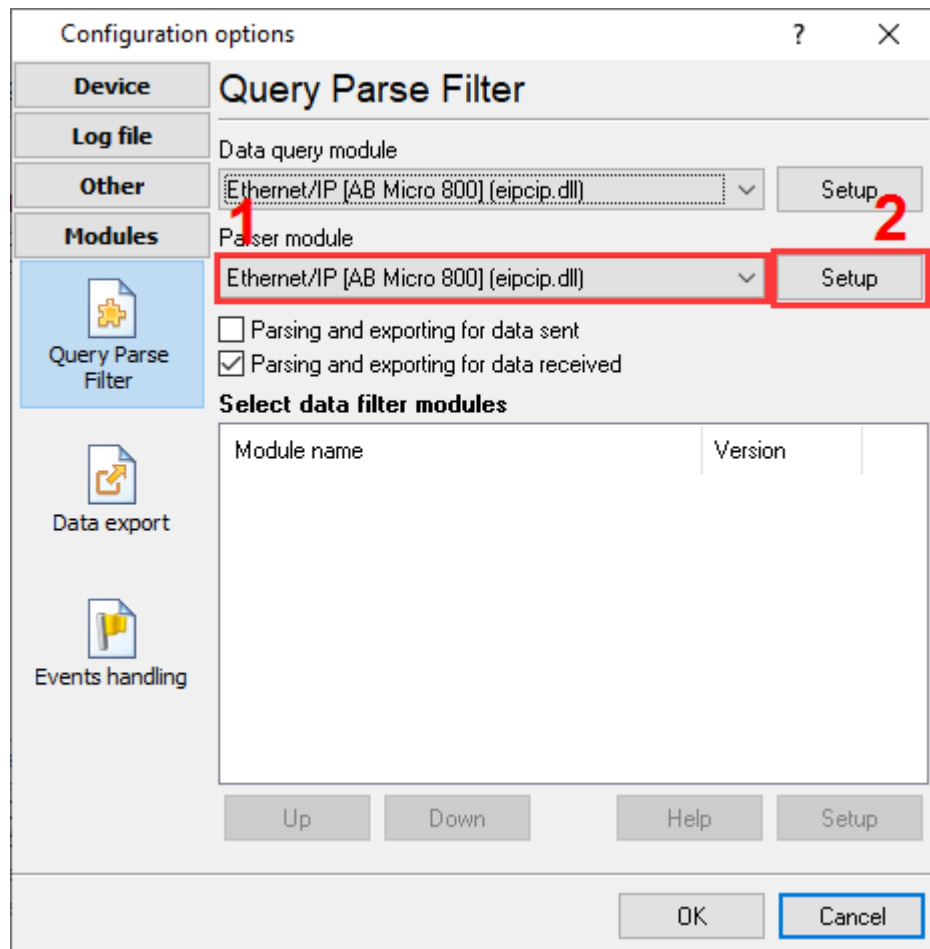 Configuration options
?
Device
Log file
Other
Modules
Query Parse
Filter
Data export
Events handling
Query Parse Filter
Data query module
Ethernet/IP [AB Micro 800] (eipcip.dll)
Setup
1
2
Parser module
Ethernet/IP [AB Micro 800] (eipcip.dll)
Setup
Parsing and exporting for data sent
Parsing and exporting for data received
Select data filter modules
Module name
Version
Up
Down
Help
Setup
OK
Cancel